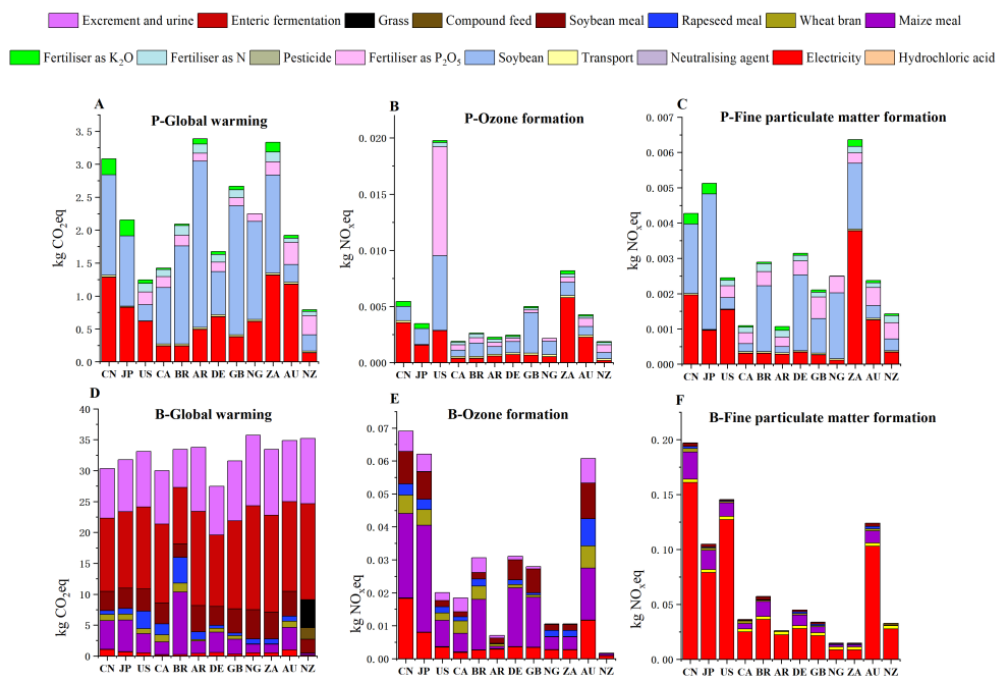 Excrement and urine Enteric fermentation Grass Compound feed Soybean meal Rapeseed meal Wheat bran Maize meal
Fertiliser as K₂O Fertiliser as N Pesticide Fertiliser as P₂O₅ Soybean Transport Neutralising agent Electricity Hydrochloric acid
A
P-Global warming
kg CO₂eq
3.5
3.0
2.5
2.0
1.5
1.0
0.5
0.0
CN JP US CA BR AR DE GB NG ZA AU NZ
B
P-Ozone formation
kg NOₓeq
0.020
0.015
0.010
0.005
0.000
CN JP US CA BR AR DE GB NG ZA AU NZ
C
P-Fine particulate matter formation
kg NOₓeq
0.007
0.006
0.005
0.004
0.003
0.002
0.001
0.000
CN JP US CA BR AR DE GB NG ZA AU NZ
D
B-Global warming
kg CO₂eq
40
35
30
25
20
15
10
5
0
CN JP US CA BR AR DE GB NG ZA AU NZ
E
B-Ozone formation
kg NOₓeq
0.07
0.06
0.05
0.04
0.03
0.02
0.01
0.00
CN JP US CA BR AR DE GB NG ZA AU NZ
F
B-Fine particulate matter formation
kg NOₓeq
0.20
0.15
0.10
0.05
0.00
CN JP US CA BR AR DE GB NG ZA AU NZ